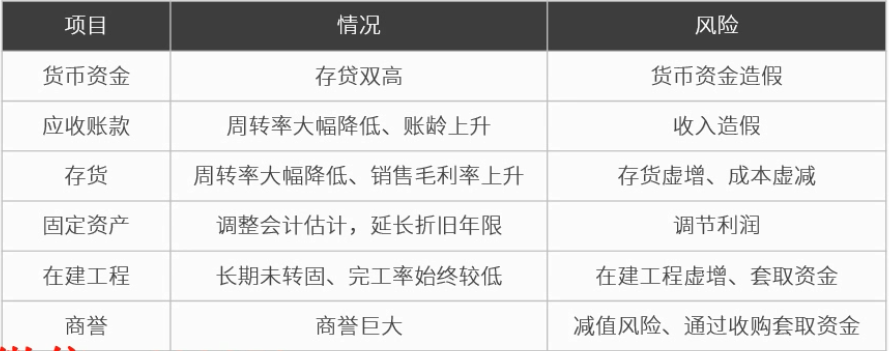 项目 情况 风险
货币资金 存贷双高 货币资金造假
应收账款 周转率大幅降低、账龄上升 收入造假
存货 周转率大幅降低、销售毛利率上升 存货虚增、成本虚减
固定资产 调整会计估计，延长折旧年限 调节利润
在建工程 长期未转固、完工率始终较低 在建工程虚增、套取资金
商誉 商誉巨大 减值风险、通过收购套取资金